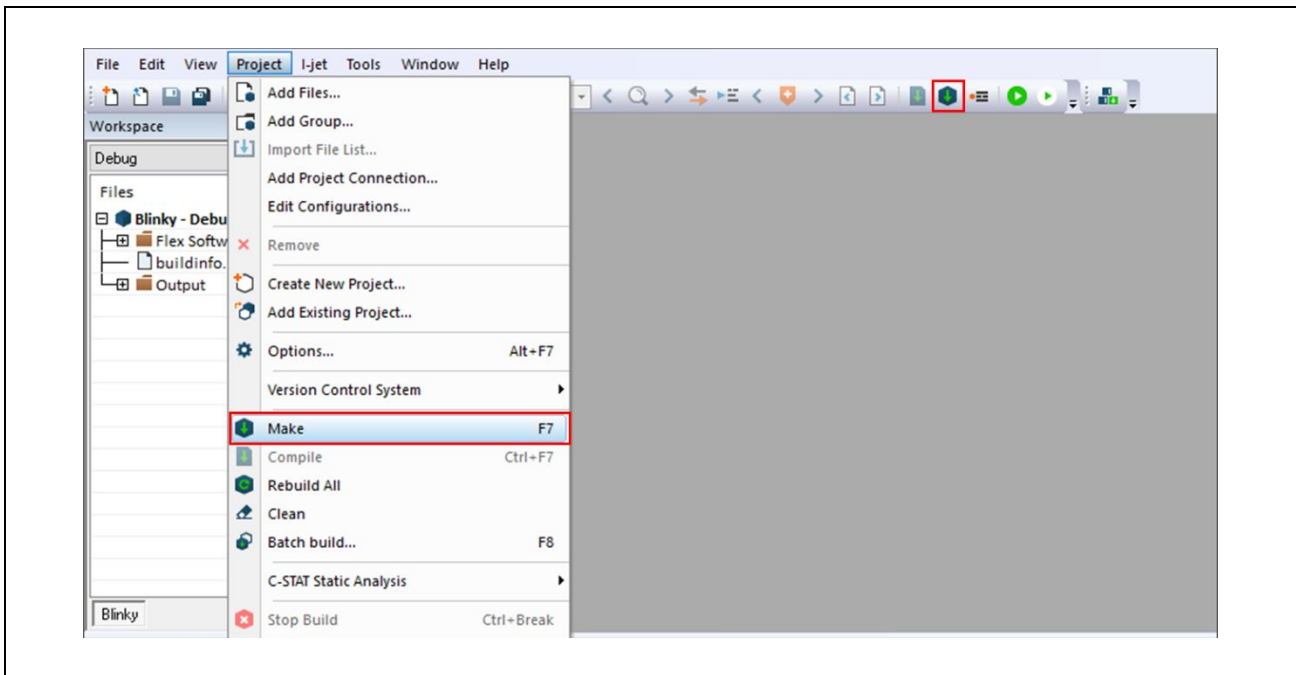 File Edit View Project I-jet Tools Window Help
Workspace
Debug
Files
Blinky - Debu
Flex Softw
buildinfo.
Output
Blinky
Add Files...
Add Group...
Import File List...
Add Project Connection...
Edit Configurations...
Remove
Create New Project...
Add Existing Project...
Options... Alt+F7
Version Control System
Make F7
Compile Ctrl+F7
Rebuild All
Clean
Batch build... F8
C-STAT Static Analysis
Stop Build Ctrl+Break